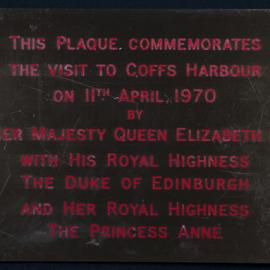 THIS PLAQUE COMMEMORATES
THE VISIT TO COFFS HARBOUR
ON 11TH APRIL, 1970
BY
ER MAJESTY QUEEN ELIZABETH
WITH HIS ROYAL HIGHNESS
THE DUKE OF EDINBURGH
AND HER ROYAL HIGHNESS
THE PRINCESS ANNE